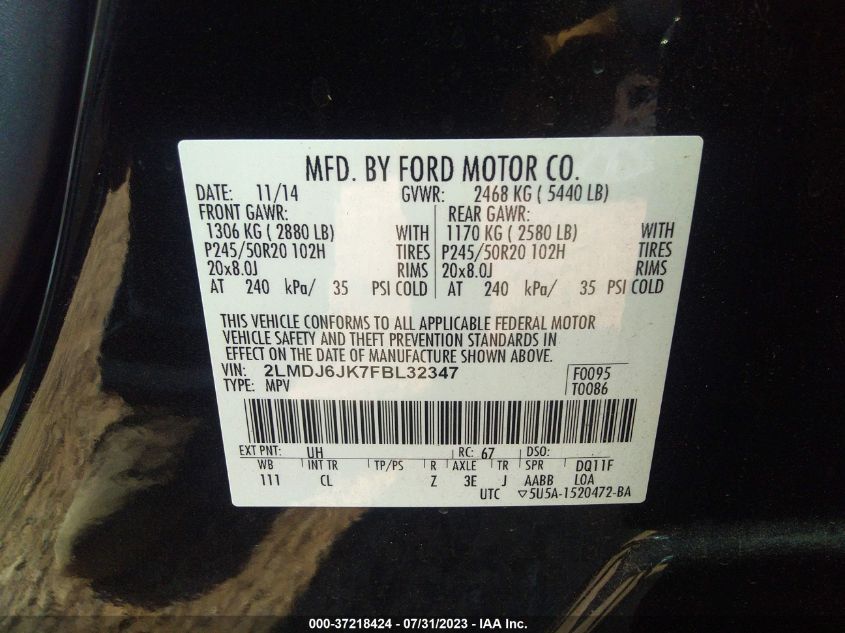 MFD. BY FORD MOTOR CO.
DATE: 11/14 GVWR: 2468 KG ( 5440 LB)
FRONT GAWR: REAR GAWR:
1306 KG ( 2880 LB) WITH 1170 KG ( 2580 LB) WITH
P245/50R20 102H TIRES P245/50R20 102H TIRES
20x8.0J RIMS 20x8.0J RIMS
AT 240 kPa/ 35 PSI COLD AT 240 kPa/ 35 PSI COLD
THIS VEHICLE CONFORMS TO ALL APPLICABLE FEDERAL MOTOR
VEHICLE SAFETY AND THEFT PREVENTION STANDARDS IN
EFFECT ON THE DATE OF MANUFACTURE SHOWN ABOVE.
VIN: 2LMDJ6JK7FBL32347 F0095
TYPE: MPV T0086
EXT PNT: UH RC: 67 DSO:
WB INT TR TP/PS R AXLE TR SPR DQ11F
111 CL Z 3E J AABB LOA
UTC ▽5U5A-1520472-BA
000-37218424 - 07/31/2023 - IAA Inc.